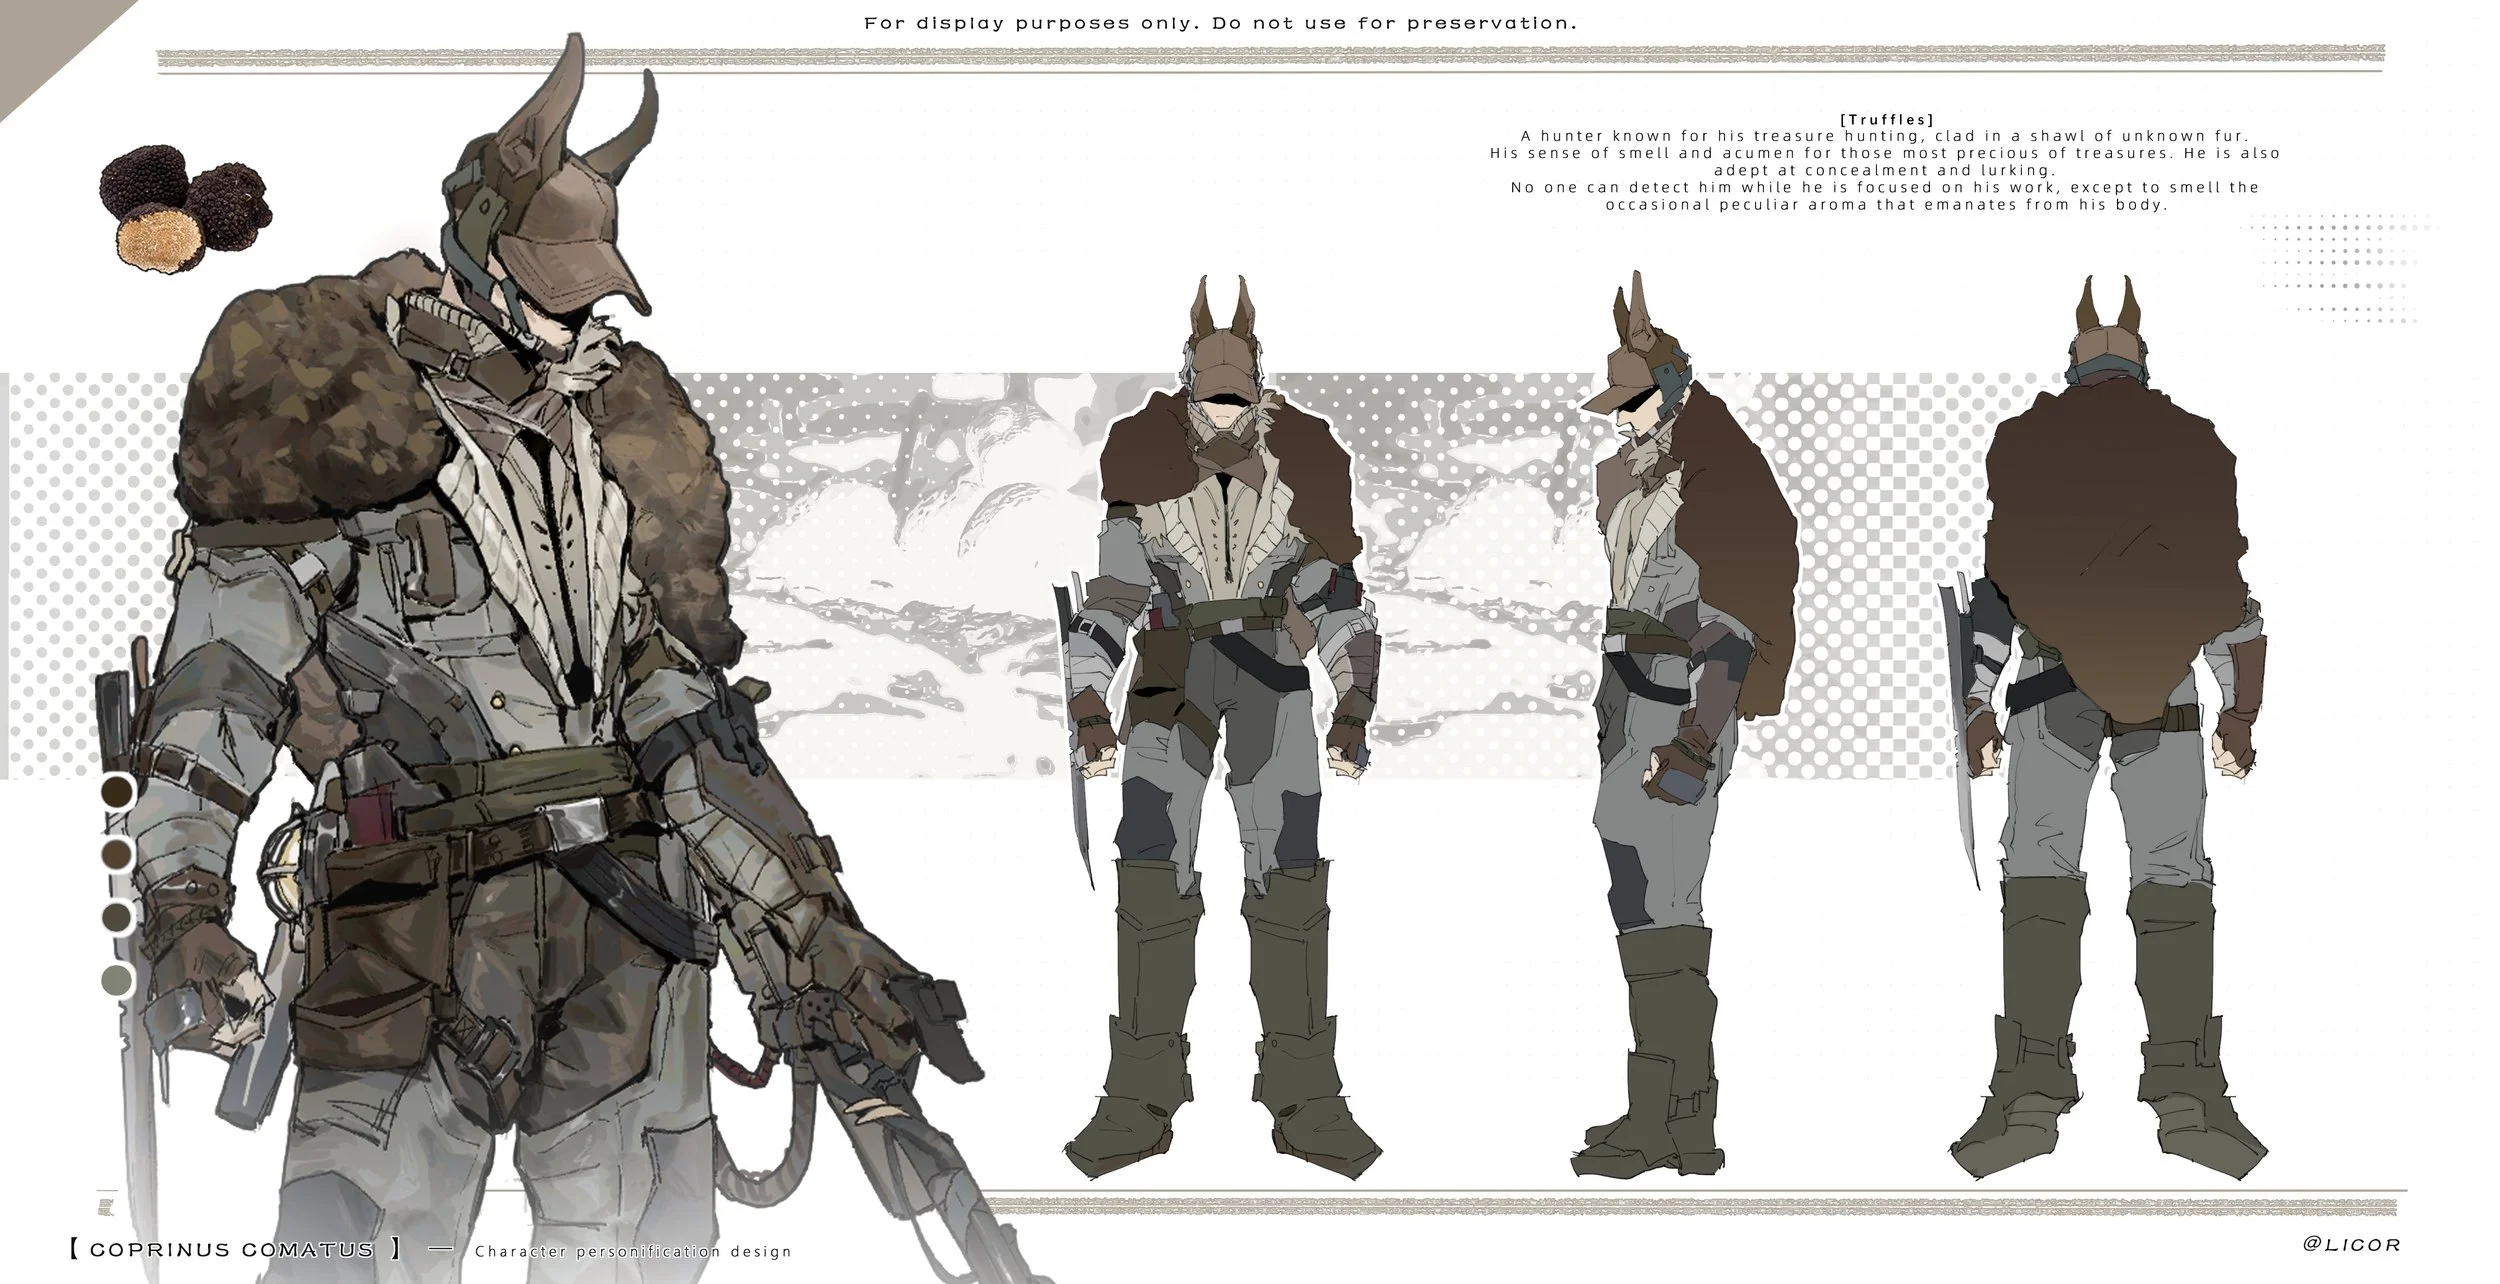 For display purposes only. Do not use for preservation.
[Truffles]
A hunter known for his treasure hunting, clad in a shawl of unknown fur.
His sense of smell and acumen for those most precious of treasures. He is also
adept at concealment and lurking.
No one can detect him while he is focused on his work, except to smell the
occasional peculiar aroma that emanates from his body.
【 COPRINUS COMATUS 】 — Character personification design
@LICOR